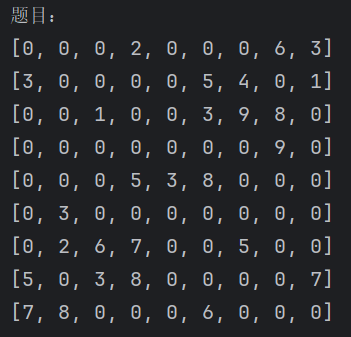 题目：
[0, 0, 0, 2, 0, 0, 0, 6, 3]
[3, 0, 0, 0, 0, 5, 4, 0, 1]
[0, 0, 1, 0, 0, 3, 9, 8, 0]
[0, 0, 0, 0, 0, 0, 0, 9, 0]
[0, 0, 0, 5, 3, 8, 0, 0, 0]
[0, 3, 0, 0, 0, 0, 0, 0, 0]
[0, 2, 6, 7, 0, 0, 5, 0, 0]
[5, 0, 3, 8, 0, 0, 0, 0, 7]
[7, 8, 0, 0, 0, 6, 0, 0, 0]